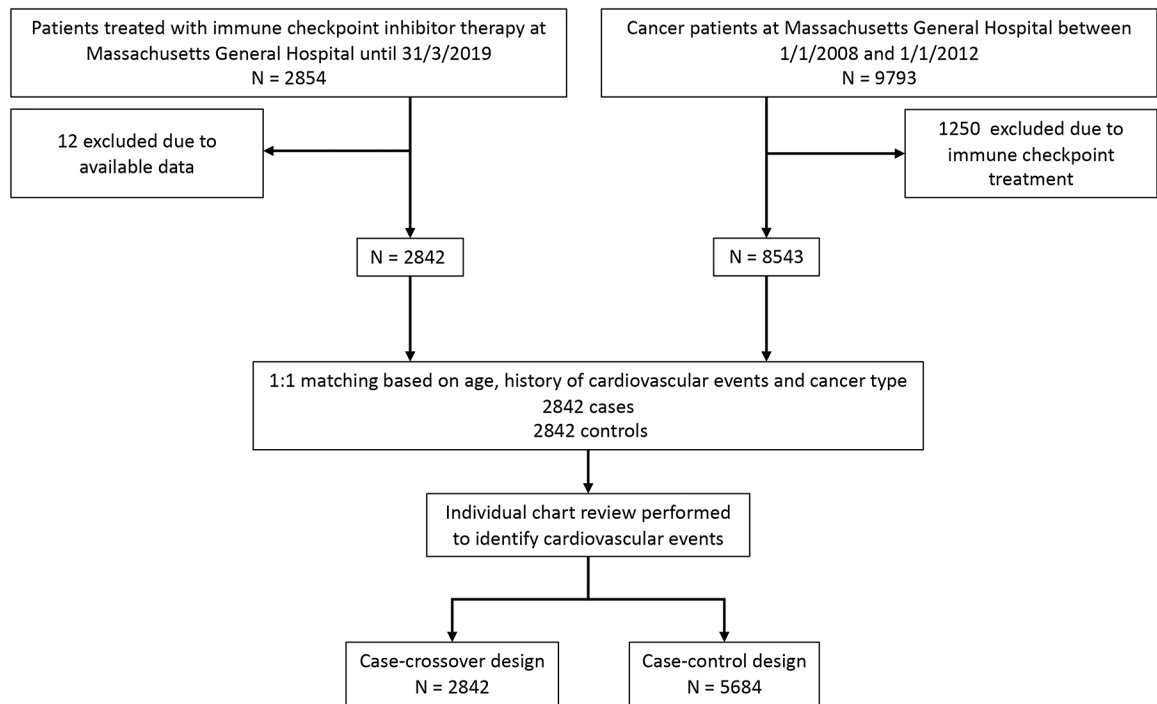 Patients treated with immune checkpoint inhibitor therapy at
Massachusetts General Hospital until 31/3/2019
N = 2854
Cancer patients at Massachusetts General Hospital between
1/1/2008 and 1/1/2012
N = 9793
12 excluded due to
available data
1250 excluded due to
immune checkpoint
treatment
N = 2842
N = 8543
1:1 matching based on age, history of cardiovascular events and cancer type
2842 cases
2842 controls
Individual chart review performed
to identify cardiovascular events
Case-crossover design
N = 2842
Case-control design
N = 5684